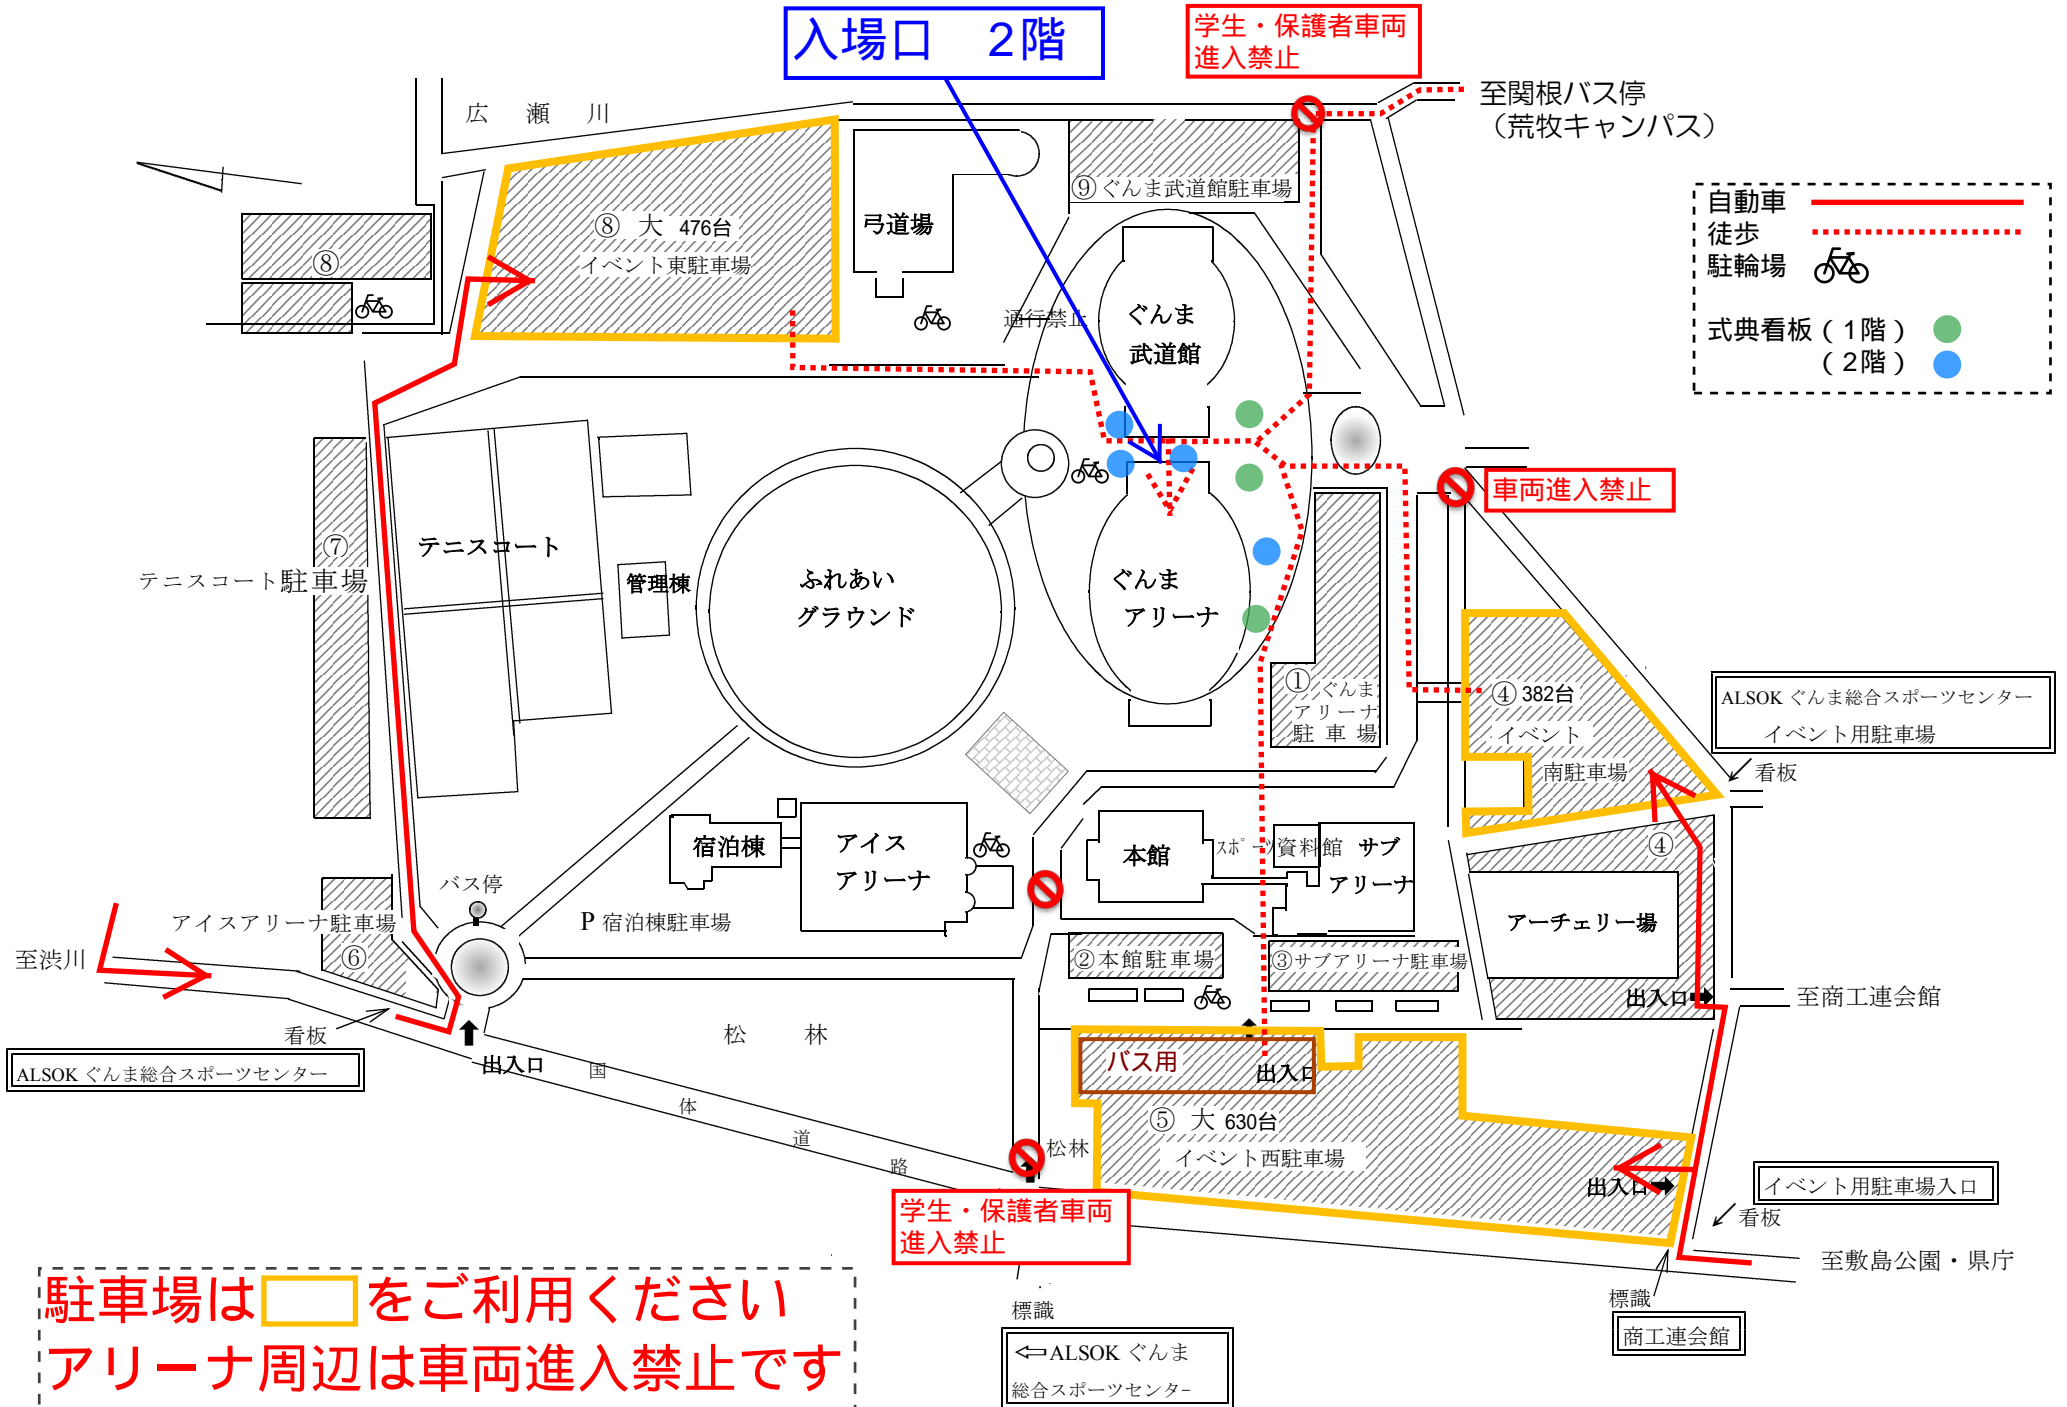 入場口　2階
学生・保護者車両
進入禁止
至関根バス停
（荒牧キャンパス）
広　瀬　川
⑨ぐんま武道館駐車場
自動車
徒歩
駐輪場
式典看板（1階）
（2階）
⑧ 大 476台
イベント東駐車場
弓道場
⑧
通行禁止
ぐんま
武道館
車両進入禁止
⑦
テニスコート駐車場
テニスコート
管理棟
ふれあい
グラウンド
ぐんま
アリーナ
① ぐんま
アリーナ
駐車場
④ 382台
イベント
南駐車場
ALSOK ぐんま総合スポーツセンター
イベント用駐車場
看板
宿泊棟
アイス
アリーナ
本館
スポーツ資料館
サブ
アリーナ
④
アーチェリー場
バス停
アイスアリーナ駐車場
⑥
P 宿泊棟駐車場
至渋川
②本館駐車場
③サブアリーナ駐車場
出入口
至商工連会館
看板
ALSOK ぐんま総合スポーツセンター
出入口
松　林
国体道路
バス用
出入口
⑤ 大 630台
イベント西駐車場
松林
出入口
イベント用駐車場入口
看板
学生・保護者車両
進入禁止
至敷島公園・県庁
標識
商工連会館
標識
⇦ALSOK ぐんま
総合スポーツセンター
駐車場は　　をご利用ください
アリーナ周辺は車両進入禁止です